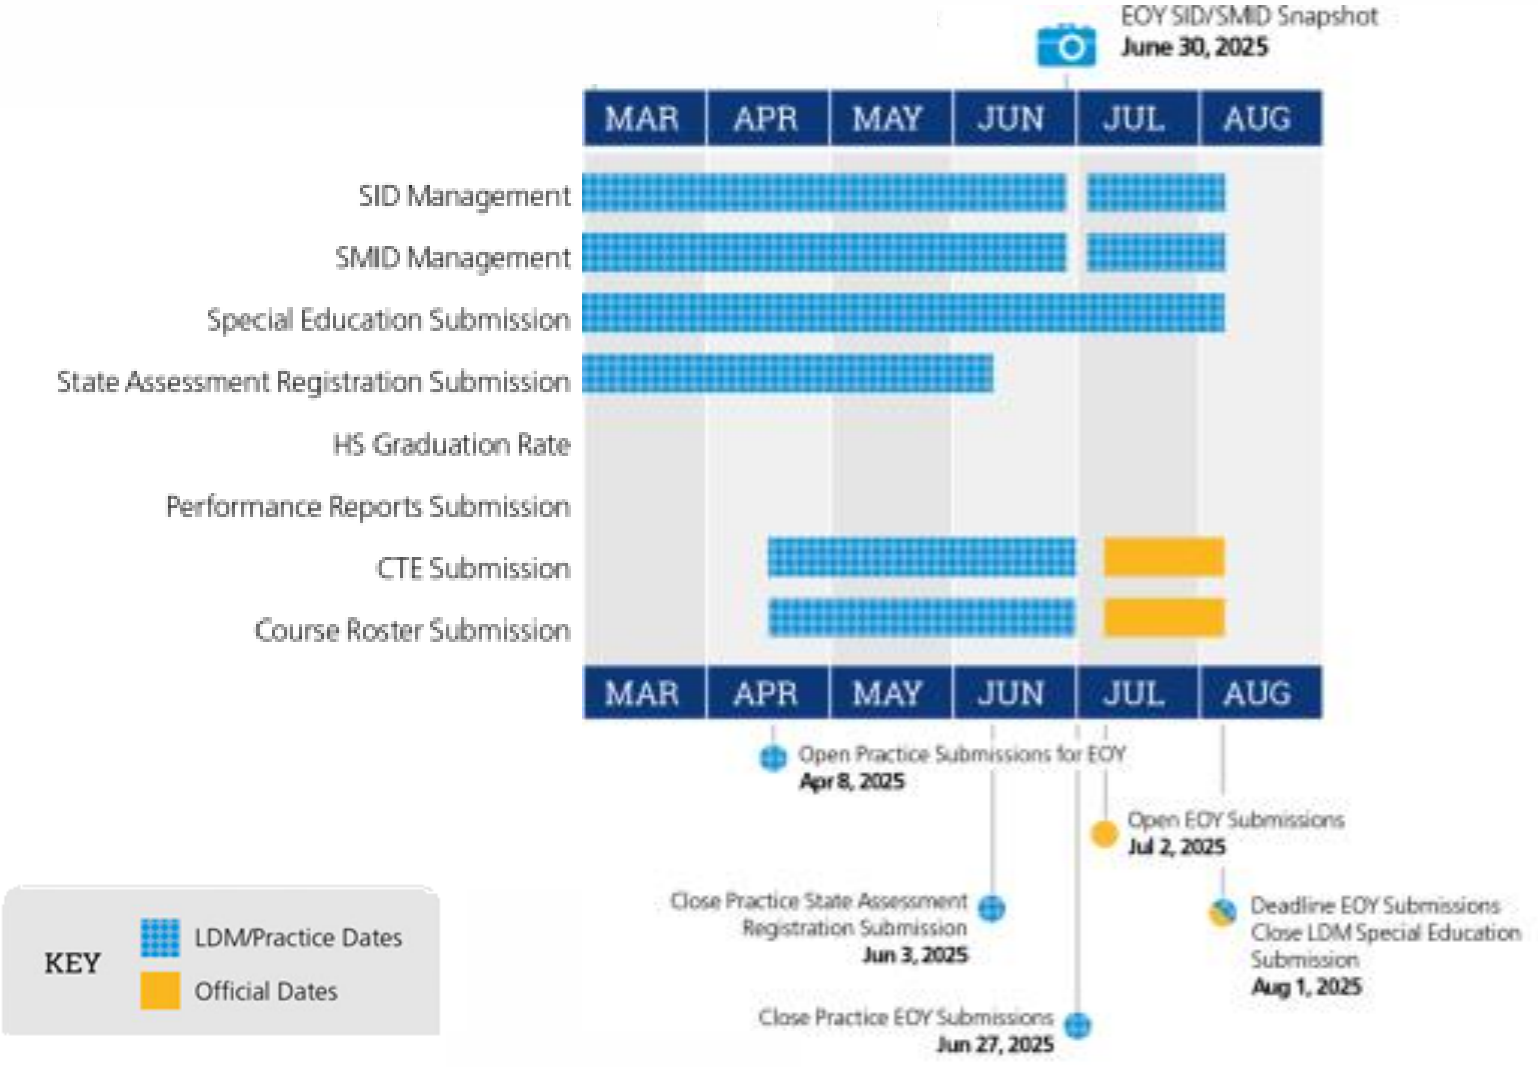 EOY SID/SMID Snapshot
June 30, 2025
MAR APR MAY JUN JUL AUG
SID Management
SMID Management
Special Education Submission
State Assessment Registration Submission
HS Graduation Rate
Performance Reports Submission
CTE Submission
Course Roster Submission
MAR APR MAY JUN JUL AUG
Open Practice Submissions for EOY
Apr 8, 2025
Open EOY Submissions
Jul 2, 2025
Close Practice State Assessment
Registration Submission
Jun 3, 2025
Deadline EOY Submissions
Close LDM Special Education
Submission
Aug 1, 2025
Close Practice EOY Submissions
Jun 27, 2025
KEY
LDM/Practice Dates
Official Dates